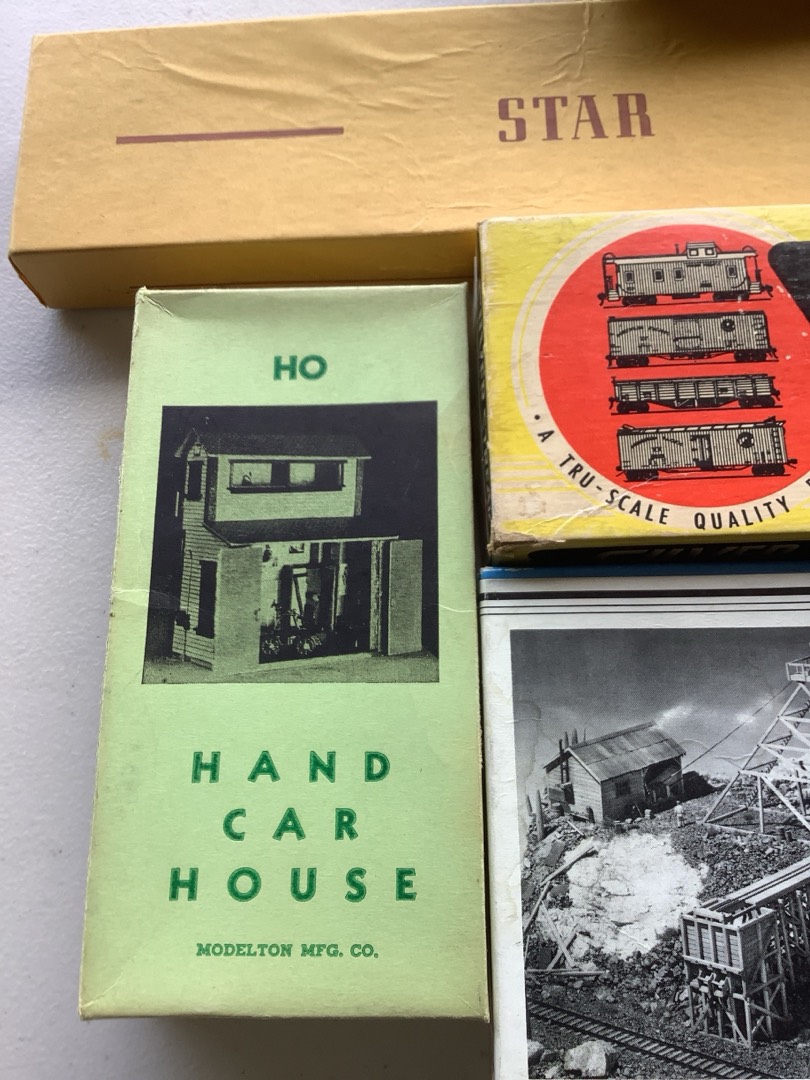 STAR
• A TRU-SCALE QUALITY
HO
HAND
CAR
HOUSE
MODELTON MFG. CO.